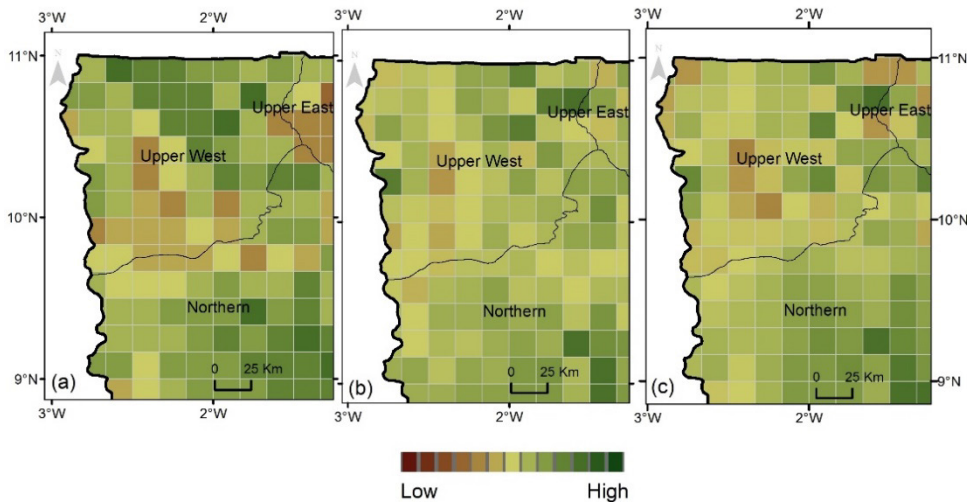 3°W 2°W 3°W 2°W 3°W 2°W
11°N 11°N
N N N
Upper East Upper East Upper East
Upper West Upper West Upper West
10°N 10°N
Northern Northern Northern
0 25 Km 0 25 Km 0 25 Km
9°N (a) (b) (c) 9°N
3°W 2°W 3°W 2°W 3°W 2°W
Low High